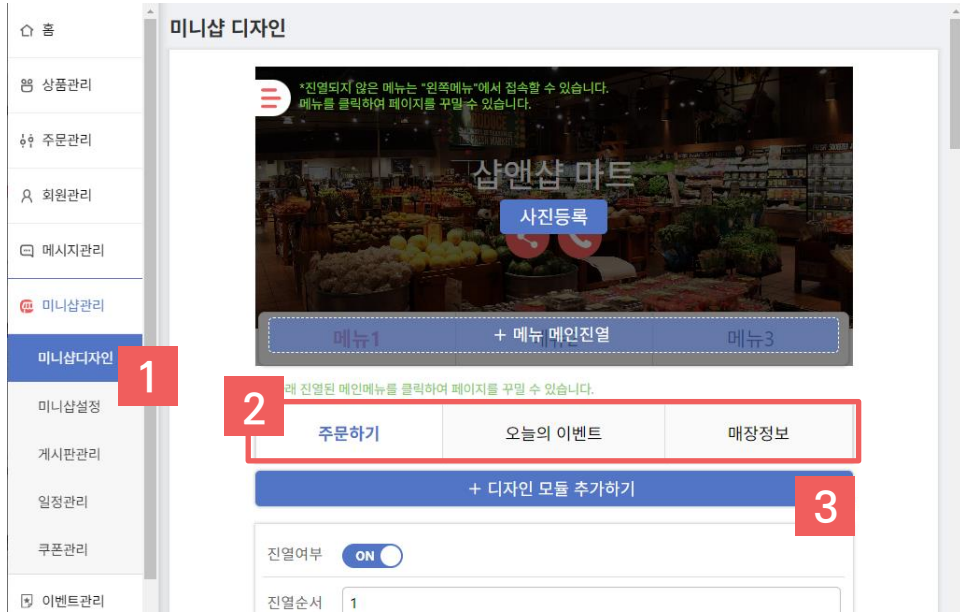 홈
상품관리
주문관리
회원관리
메시지관리
미니샵관리
미니샵디자인
1
미니샵설정
게시판관리
일정관리
쿠폰관리
이벤트관리
미니샵 디자인
*진열되지 않은 메뉴는 "왼쪽메뉴"에서 접속할 수 있습니다.
메뉴를 클릭하여 페이지를 꾸밀 수 있습니다.
샵앤샵 마트
사진등록
메뉴1 + 메뉴 메인진열 메뉴3
래 진열된 메인메뉴를 클릭하여 페이지를 꾸밀 수 있습니다.
2
주문하기 오늘의 이벤트 매장정보
+ 디자인 모듈 추가하기
3
진열여부 ON
진열순서 1